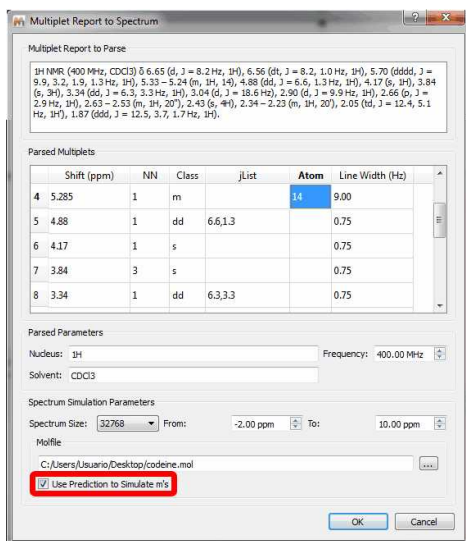 Multiplet Report to Spectrum
Multiplet Report to Parse
1H NMR (400 MHz, CDCl3) δ 6.65 (d, J = 8.2 Hz, 1H), 6.56 (dt, J = 8.2, 1.0 Hz, 1H), 5.70 (dddd, J =
9.9, 3.2, 1.9, 1.3 Hz, 1H), 5.33 – 5.24 (m, 1H, 14), 4.88 (dd, J = 6.6, 1.3 Hz, 1H), 4.17 (s, 1H), 3.84
(s, 3H), 3.34 (dd, J = 6.3, 3.3 Hz, 1H), 3.04 (d, J = 18.6 Hz), 2.90 (d, J = 9.9 Hz, 1H), 2.66 (p, J =
2.9 Hz, 1H), 2.63 – 2.53 (m, 1H, 20"), 2.43 (s, 4H), 2.34 – 2.23 (m, 1H, 20'), 2.05 (td, J = 12.4, 5.1
Hz, 1H'), 1.87 (ddd, J = 12.5, 3.7, 1.7 Hz, 1H).
Parsed Multiplets
Shift (ppm) NN Class jList Atom Line Width (Hz)
4 5.285 1 m 14 9.00
5 4.88 1 dd 6.6,1.3 0.75
6 4.17 1 s 0.75
7 3.84 3 s 0.75
8 3.34 1 dd 6.3,3.3 0.75
Parsed Parameters
Nucleus: 1H Frequency: 400.00 MHz
Solvent: CDCl3
Spectrum Simulation Parameters
Spectrum Size: 32768 From: -2.00 ppm To: 10.00 ppm
Molfile
C:/Users/Usuario/Desktop/codeine.mol ...
Use Prediction to Simulate m's
OK Cancel